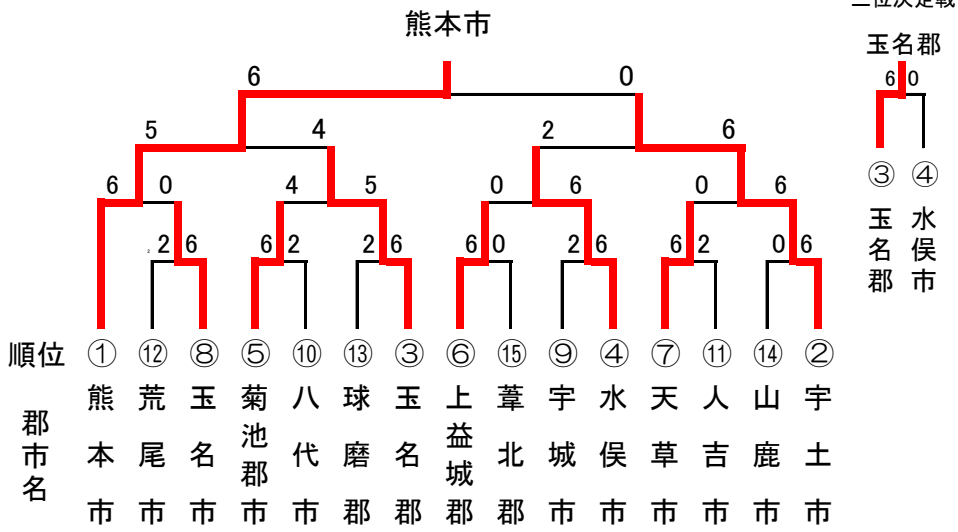 三位決定戦
熊本市
玉名郡
6 0
6 0
5 4 2 6
③ ④
6 0 4 5 0 6 0 6
玉名郡 水俣市
2 6 6 2 2 6 6 0 2 6 6 2 0 6
順位 ① ⑫ ⑧ ⑤ ⑩ ⑬ ③ ⑥ ⑮ ⑨ ④ ⑦ ⑪ ⑭ ②
郡市名 熊本市 荒尾市 玉名市 菊池郡市 八代市 球磨郡 玉名郡 上益城郡 葦北郡 宇城市 水俣市 天草市 人吉市 山鹿市 宇土市